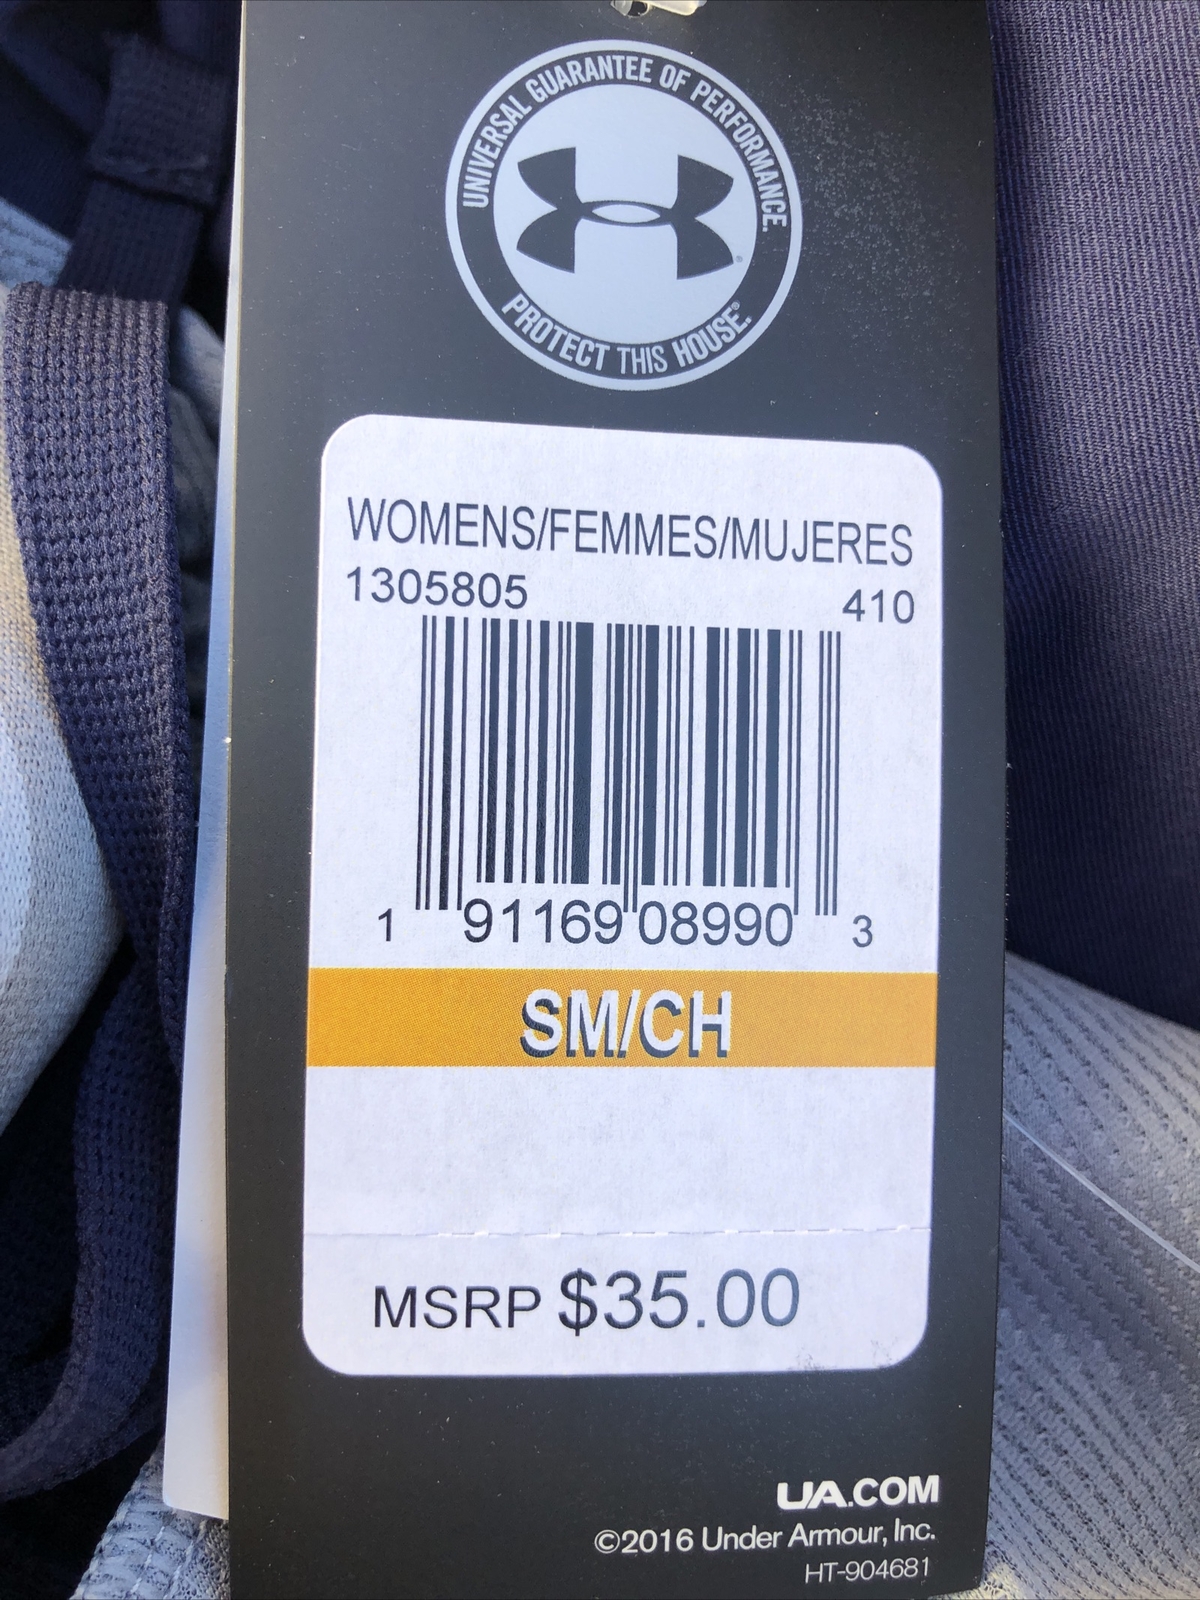 UNIVERSAL GUARANTEE OF PERFORMANCE.
PROTECT THIS HOUSE.®
WOMENS/FEMMES/MUJERES
1305805 410
1 91169 08990 3
SM/CH
MSRP $35.00
UA.COM
©2016 Under Armour, Inc.
HT-904681